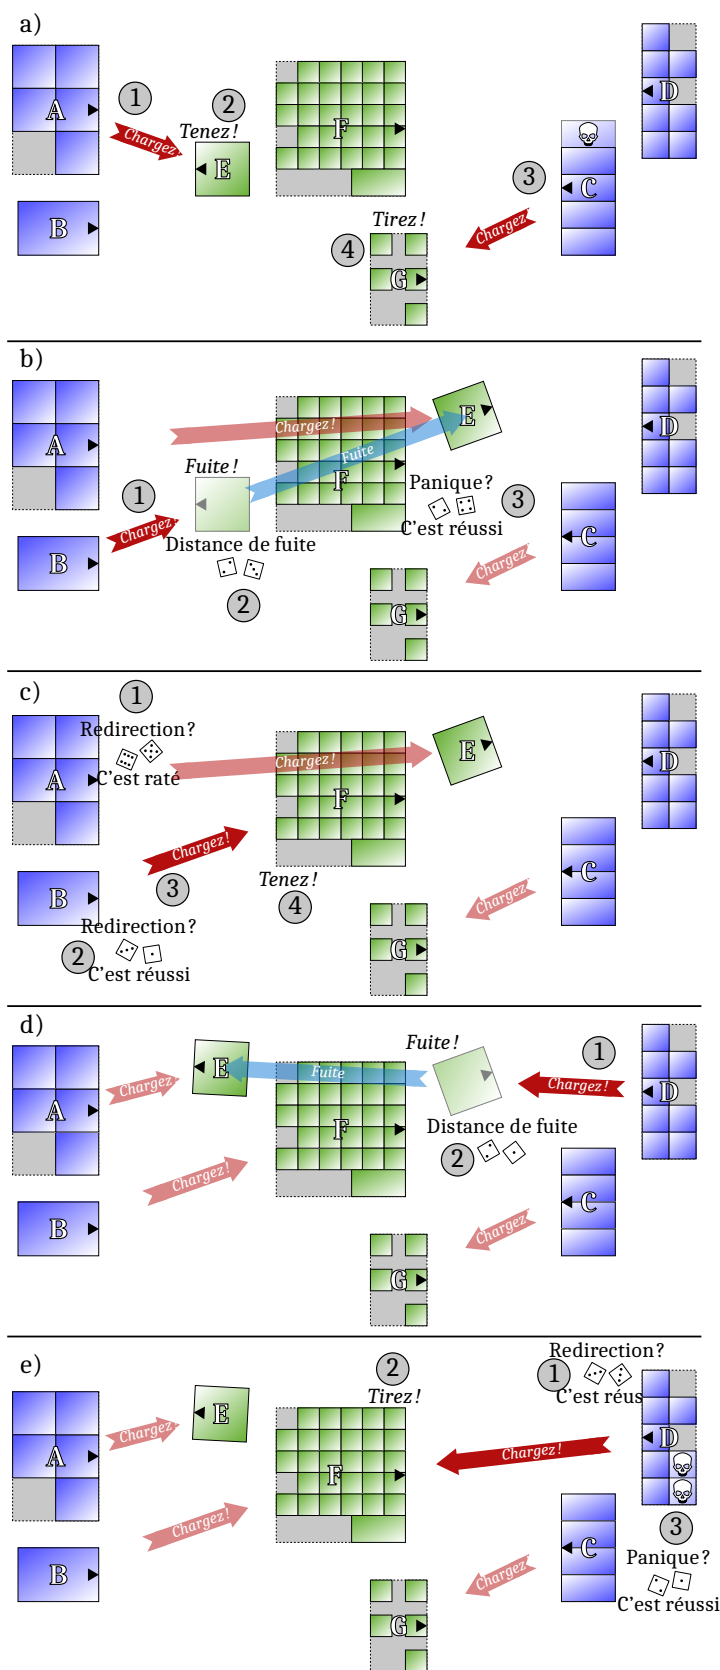 a)
1
Chargez
2
Tenez !
A
E
F
D
C
B
3
Chargez
Tirez !
4
G
b)
A
Chargez !
E
Fuite
F
D
Fuite !
1
Chargez
B
Distance de fuite
2
Panique ?
3
C'est réussi
C
Chargez
G
c)
1
Redirection ?
C'est raté
A
Chargez !
E
F
D
Chargez !
3
B
Redirection ?
2
C'est réussi
Tenez !
4
C
Chargez
G
d)
A
Chargez
E
Fuite
Fuite !
1
Chargez !
D
F
Distance de fuite
2
Chargez !
B
C
Chargez
G
e)
2
Tirez !
Redirection ?
1
C'est réus
A
Chargez
E
F
Chargez !
D
3
Panique ?
C'est réussi
Chargez !
B
C
Chargez
G